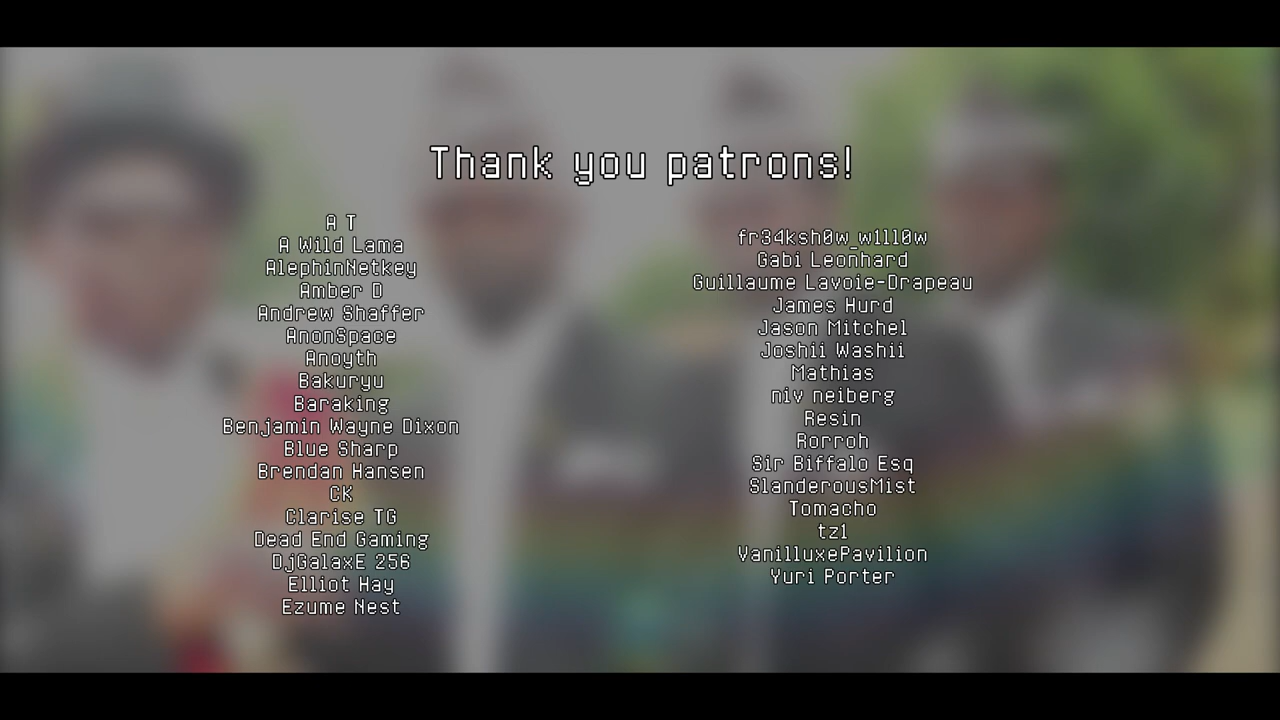 Thank you patrons!
A T
A Wild Lama
AlephinNetkey
Amber D
Andrew Shaffer
AnonSpace
Anoyth
Bakuryu
Baraking
Benjamin Wayne Dixon
Blue Sharp
Brendan Hansen
CK
Clarise TG
Dead End Gaming
DjGalaxE 256
Elliot Hay
Ezume Nest
fr34ksh0w_w1ll0w
Gabi Leonhard
Guillaume Lavoie-Drapeau
James Hurd
Jason Mitchel
Joshii Washii
Mathias
niv neiberg
Resin
Rorroh
Sir Biffalo Esq
SlanderousMist
Tomacho
tz1
VanilluxePavilion
Yuri Porter